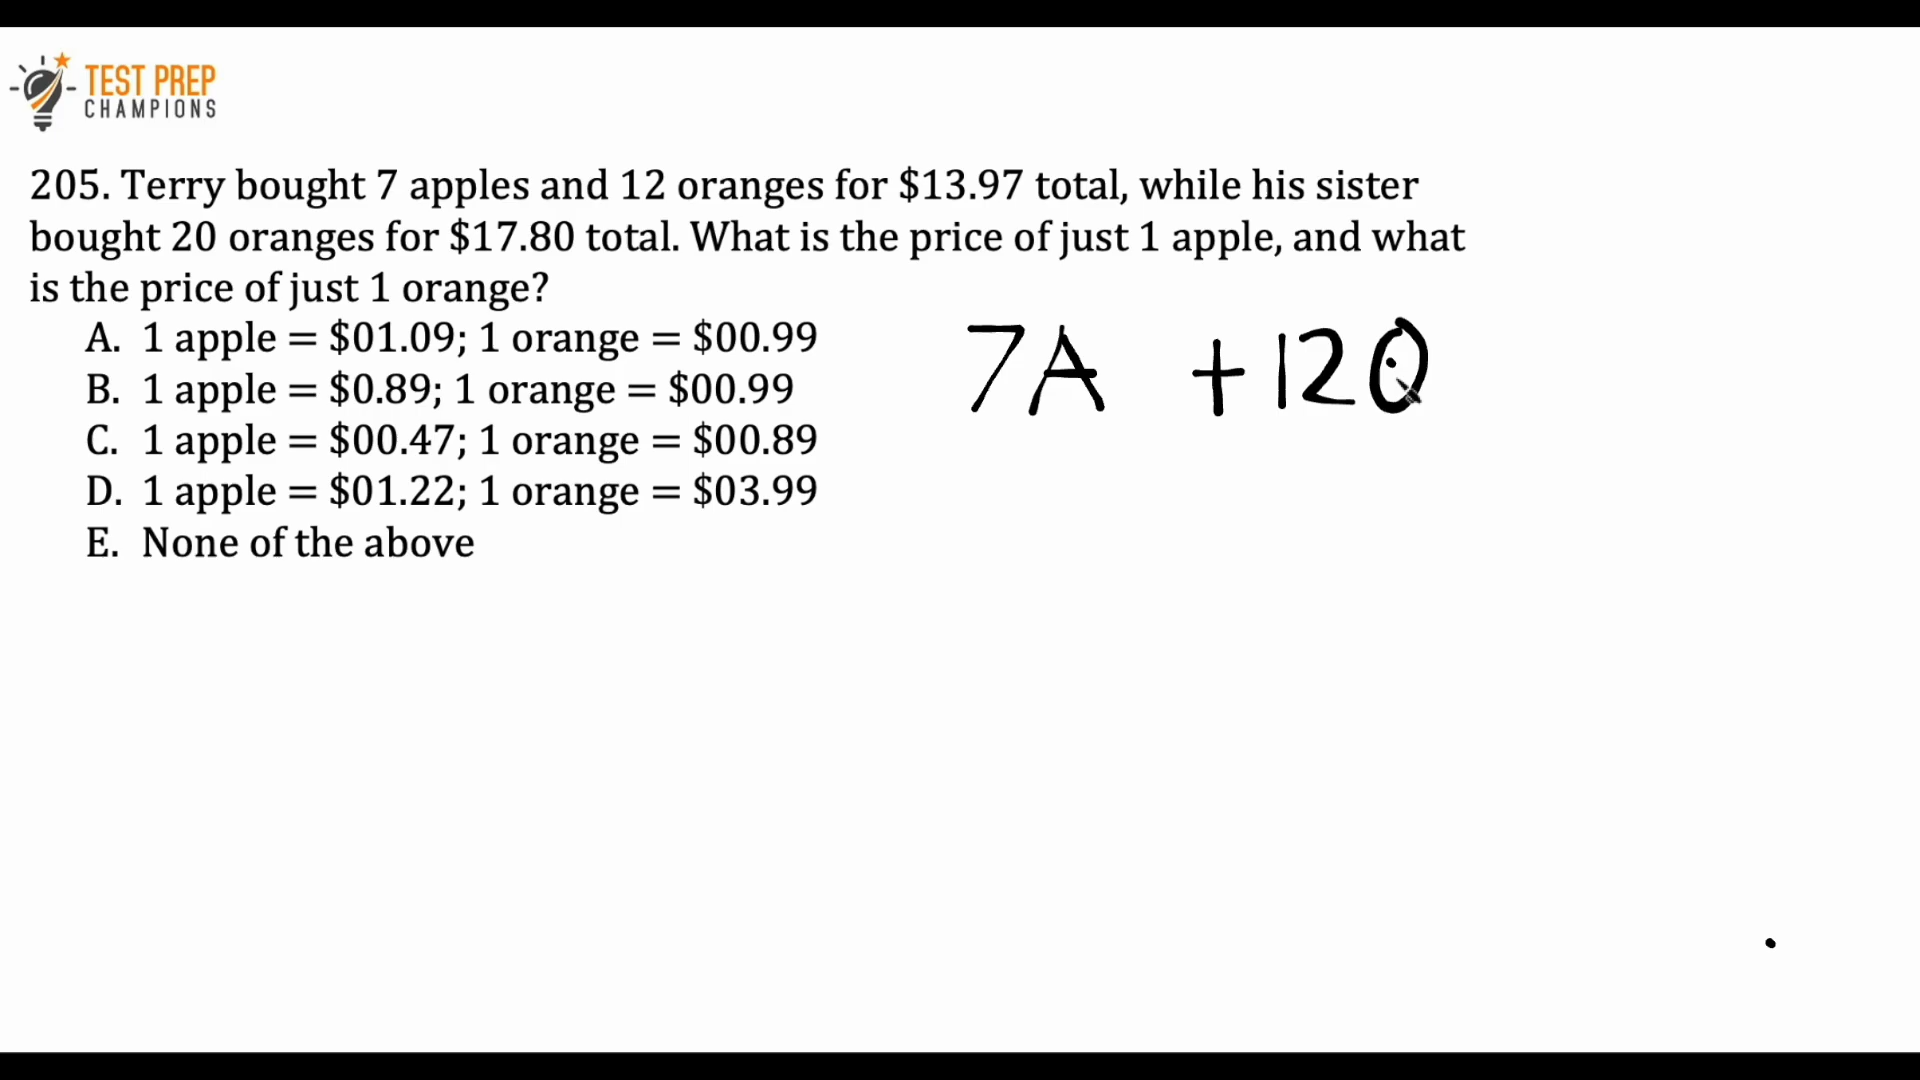 TEST PREP
CHAMPIONS
205. Terry bought 7 apples and 12 oranges for $13.97 total, while his sister
bought 20 oranges for $17.80 total. What is the price of just 1 apple, and what
is the price of just 1 orange?
A. 1 apple = $01.09; 1 orange = $00.99
B. 1 apple = $0.89; 1 orange = $00.99
C. 1 apple = $00.47; 1 orange = $00.89
D. 1 apple = $01.22; 1 orange = $03.99
E. None of the above
7A + 12O